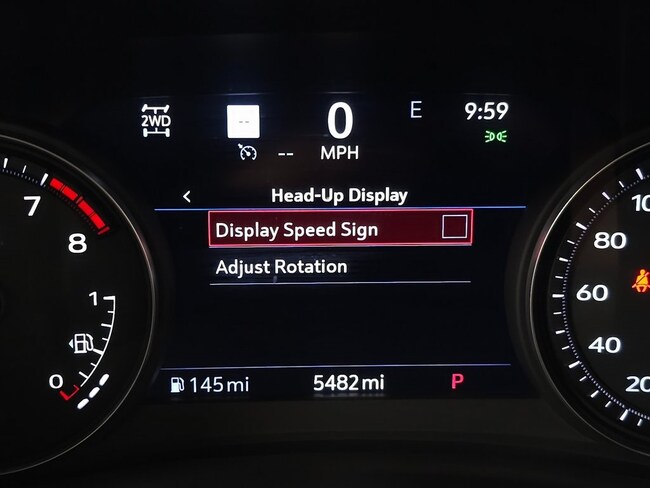 2WD
--
0
E
9:59
--
MPH
<
Head-Up Display
Display Speed Sign
Adjust Rotation
145 mi
5482 mi
P
7
8
1
0
80
60
40
20